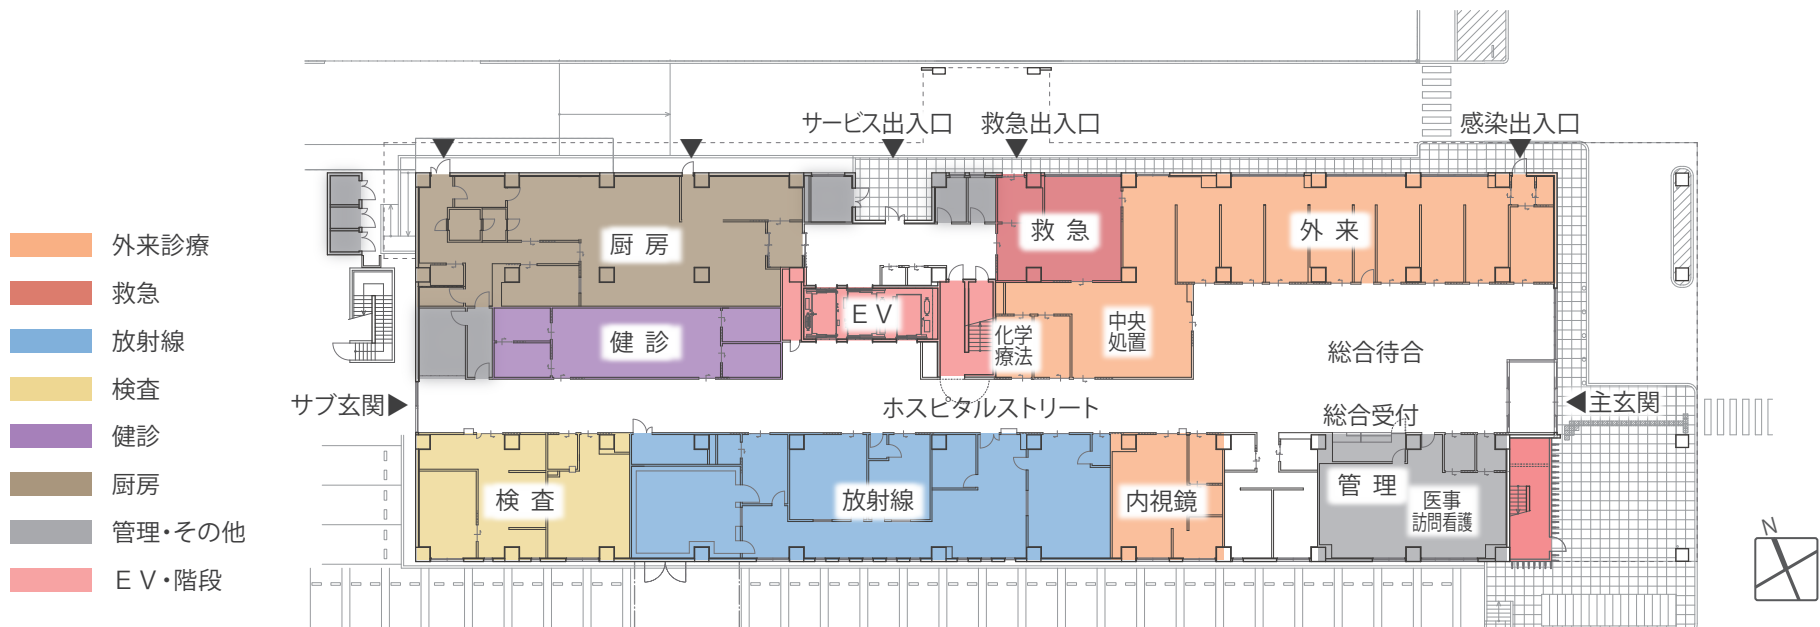 サービス出入口
救急出入口
感染出入口
外来診療
救急
放射線
検査
健診
厨房
管理・その他
ＥＶ・階段
厨房
救急
外来
ＥＶ
健診
化学
療法
中央
処置
総合待合
サブ玄関
ホスピタルストリート
総合受付
主玄関
検査
放射線
内視鏡
管理
医事
訪問看護
N